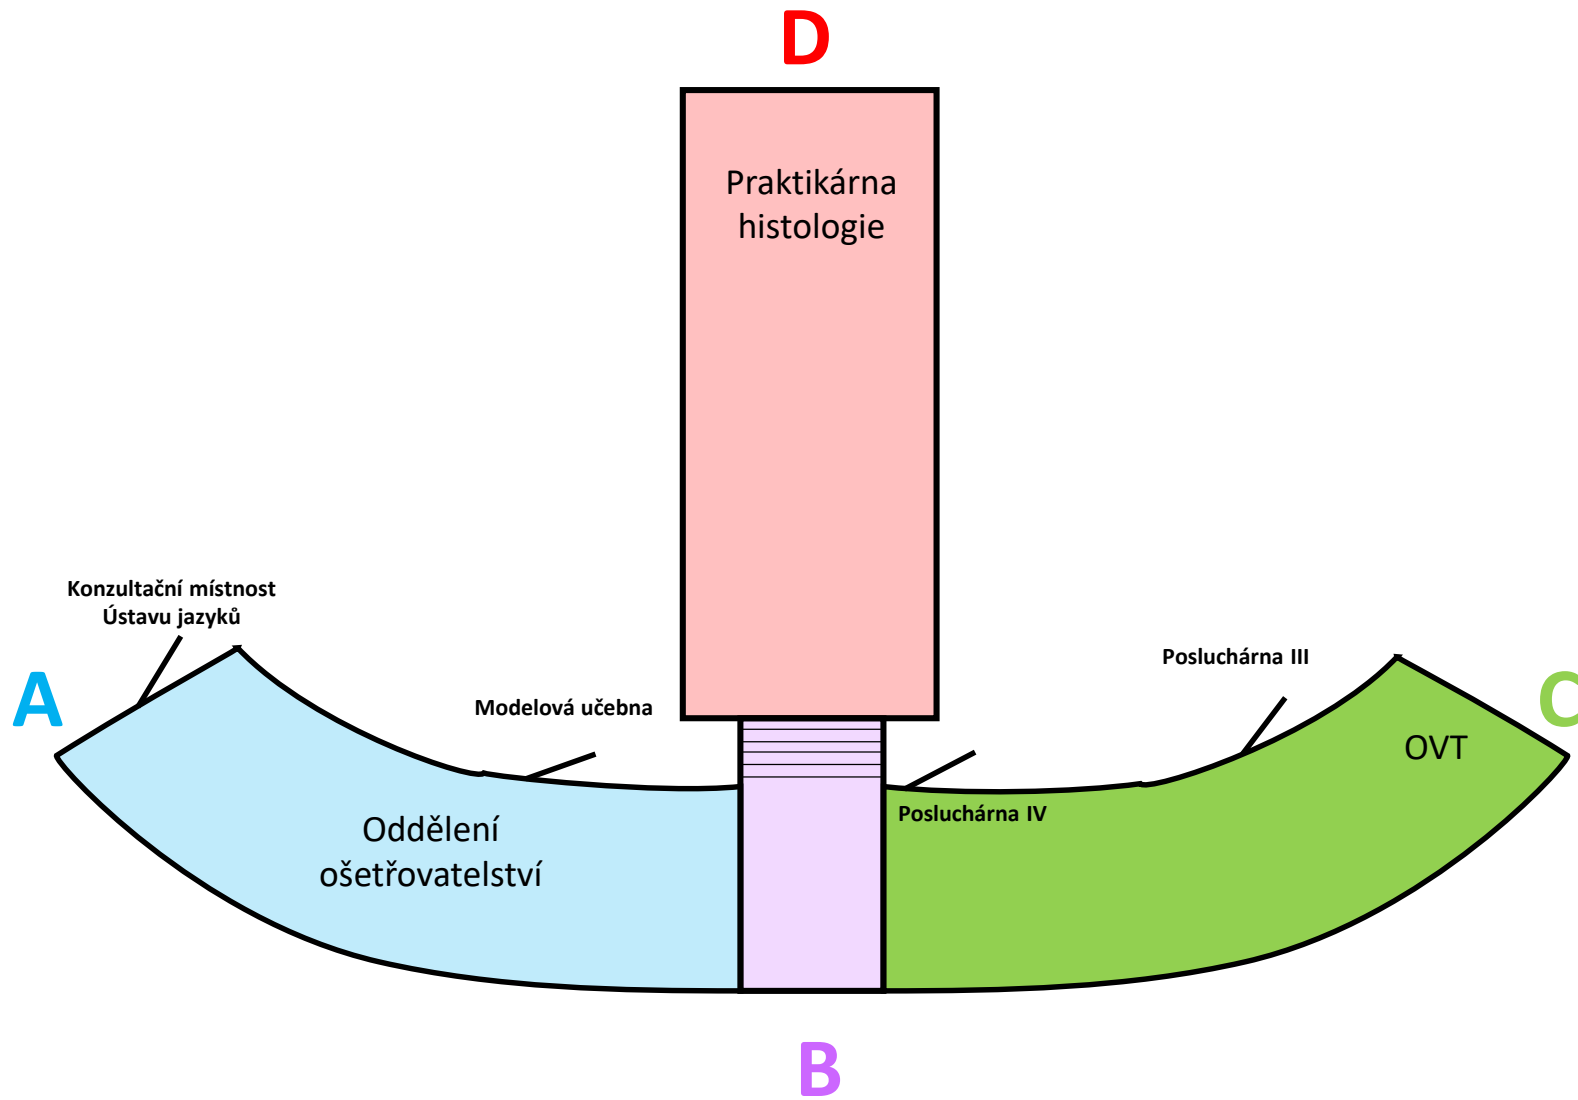 D
Praktikárna
histologie
Konzultační místnost
Ústavu jazyků
A
Modelová učebna
Posluchárna III
C
OVT
Oddělení
ošetřovatelství
Posluchárna IV
B